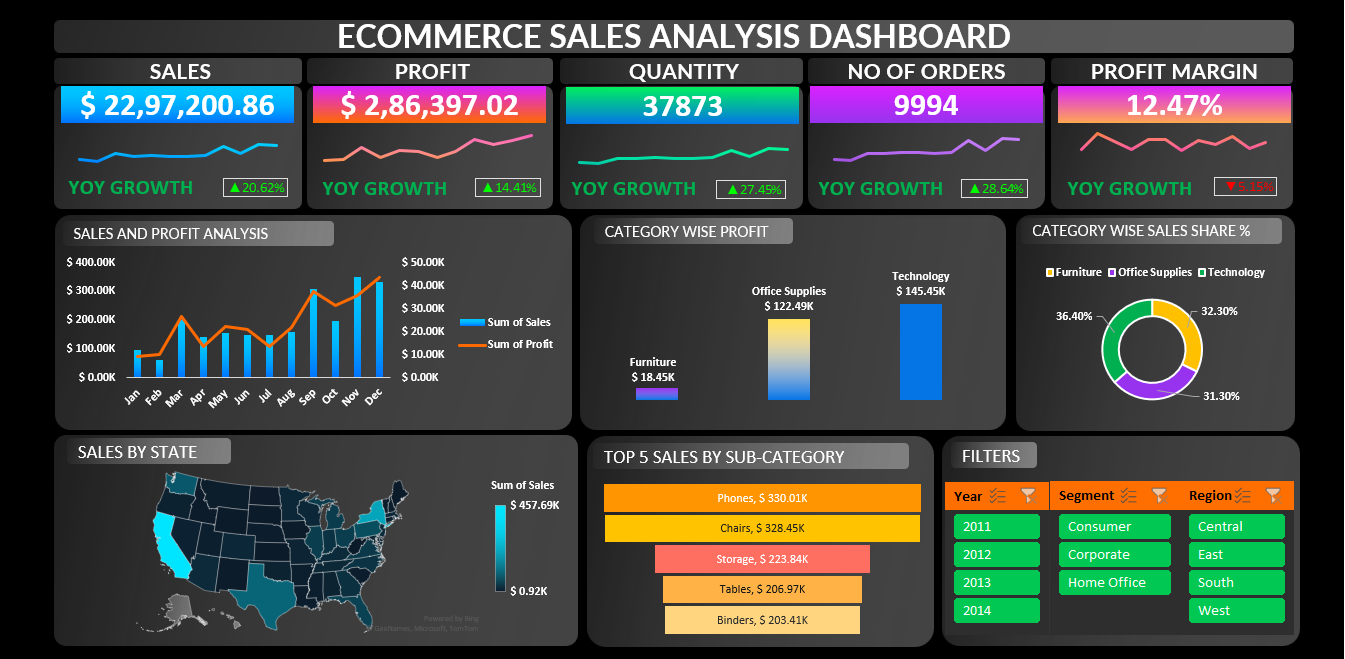 ECOMMERCE SALES ANALYSIS DASHBOARD
SALES
$ 22,97,200.86
YOY GROWTH
▲20.62%
PROFIT
$ 2,86,397.02
YOY GROWTH
▲14.41%
QUANTITY
37873
YOY GROWTH
▲27.45%
NO OF ORDERS
9994
YOY GROWTH
▲28.64%
PROFIT MARGIN
12.47%
YOY GROWTH
▼5.15%
SALES AND PROFIT ANALYSIS
$ 400.00K
$ 300.00K
$ 200.00K
$ 100.00K
$ 0.00K
$ 50.00K
$ 40.00K
$ 30.00K
$ 20.00K
$ 10.00K
$ 0.00K
Jan Feb Mar Apr May Jun Jul Aug Sep Oct Nov Dec
Sum of Sales
Sum of Profit
CATEGORY WISE PROFIT
Furniture
$ 18.45K
Office Supplies
$ 122.49K
Technology
$ 145.45K
CATEGORY WISE SALES SHARE %
Furniture Office Supplies Technology
36.40%
32.30%
31.30%
SALES BY STATE
Sum of Sales
$ 457.69K
$ 0.92K
Powered by Bing
© GeoNames, Microsoft, TomTom
TOP 5 SALES BY SUB-CATEGORY
Phones, $ 330.01K
Chairs, $ 328.45K
Storage, $ 223.84K
Tables, $ 206.97K
Binders, $ 203.41K
FILTERS
Year
2011
2012
2013
2014
Segment
Consumer
Corporate
Home Office
Region
Central
East
South
West